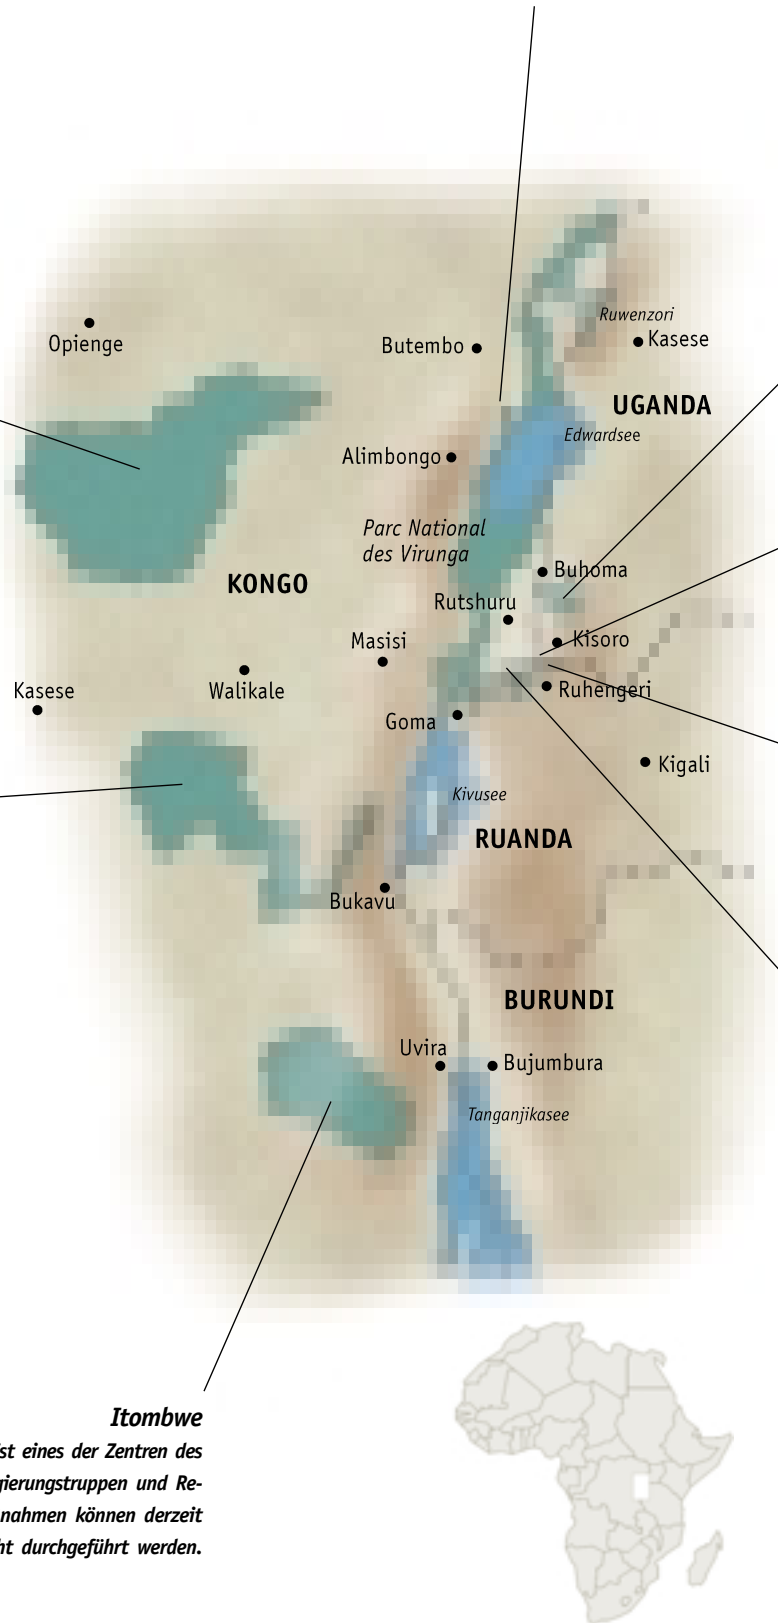 Ruwenzori
Opienge
Butembo
Kasese
UGANDA
Edwardsee
Alimbongo
Parc National
des Virunga
Buhoma
KONGO
Rutshuru
Masisi
Kisoro
Kasese
Walikale
Ruhengeri
Goma
Kigali
Kivusee
RUANDA
Bukavu
BURUNDI
Uvira
Bujumbura
Tanganjikasee
Itombwe
ist eines der Zentren des
gierungstruppen und Re-
nahmen können derzeit
ht durchgeführt werden.